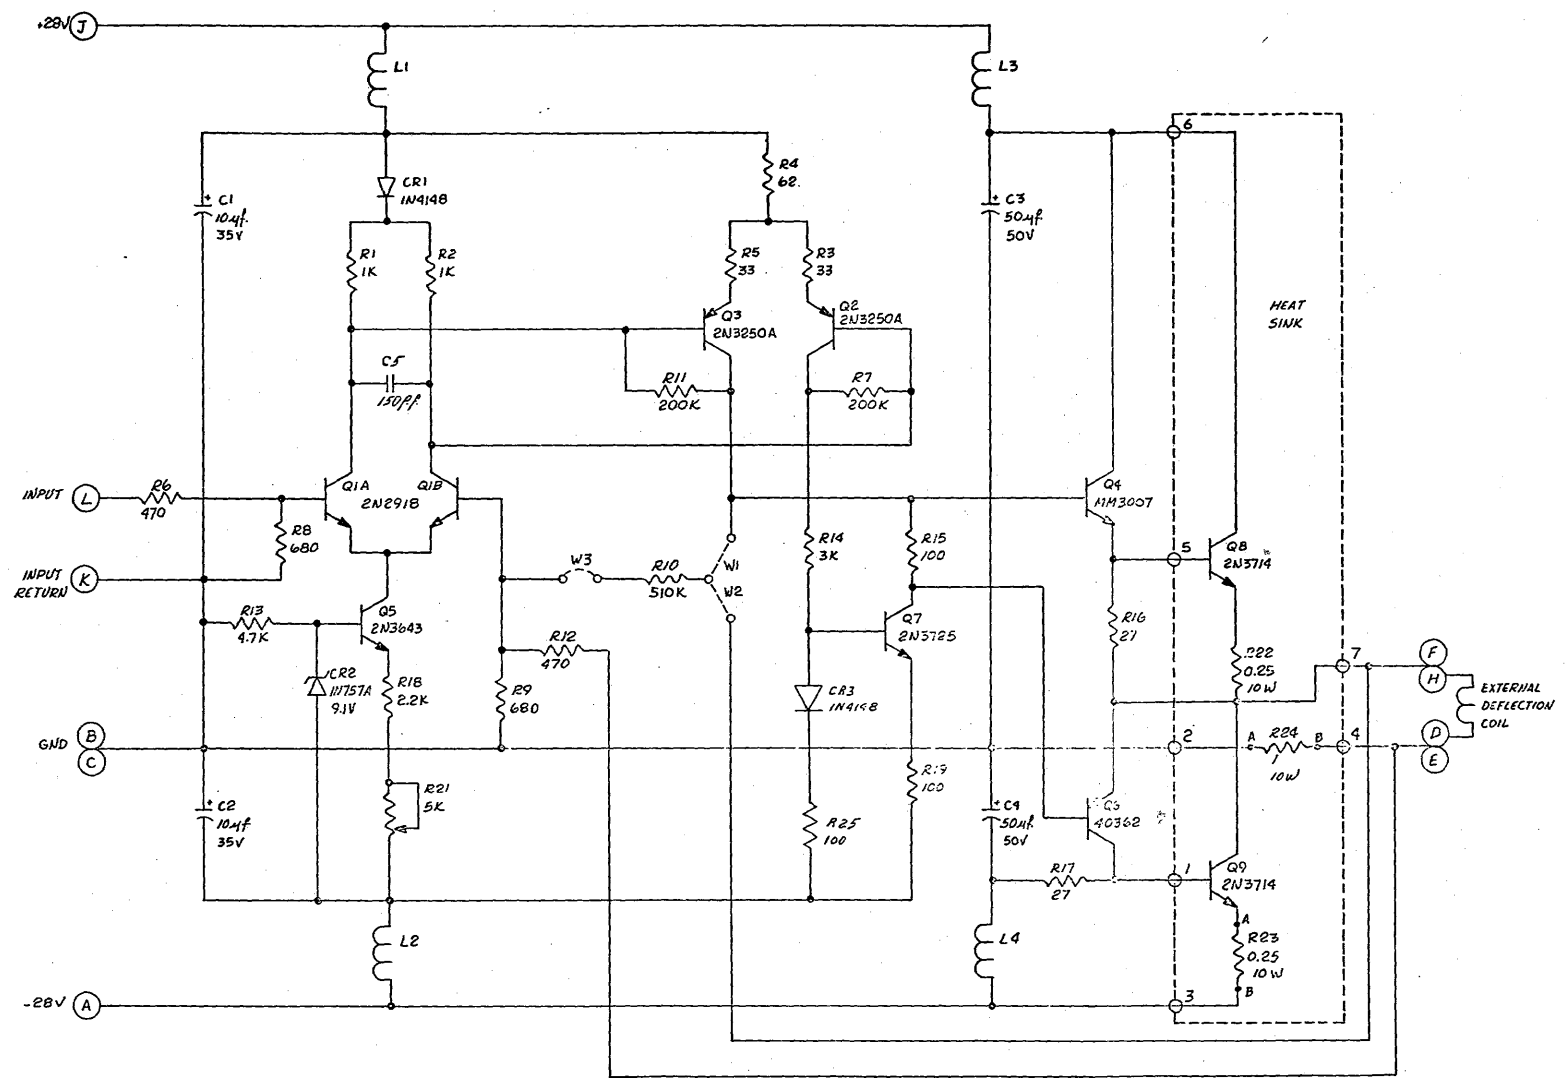 +28V J
L1
L3
6
R4
62.
CR1
1N4148
+ C1
10µf.
35V
+ C3
50µf.
50V
R1
1K
R2
1K
R5
33
R3
33
HEAT
SINK
Q3
2N3250A
Q2
2N3250A
C5
150pf.
R11
200K
R7
200K
INPUT L
R6
470
Q1A
Q1B
2N2918
Q4
MM3007
R8
680
R14
3K
R15
100
5
Q8
2N3714
INPUT
RETURN K
W3
R10
510K
W1
W2
R13
4.7K
Q5
2N3643
Q7
2N3725
R16
27
R12
470
CR2
1N757A
9.1V
R18
2.2K
R9
680
CR3
1N4148
0.25
10W
7
F
H
EXTERNAL
DEFLECTION
COIL
GND B
C
2
A R24 B
10W
4
D
E
R21
5K
R19
100
+ C2
10µf
35V
R25
100
+ C4
50µf.
50V
40362
R17
27
1
Q9
2N3714
A
R23
0.25
10W
B
L2
L4
-28V A
3